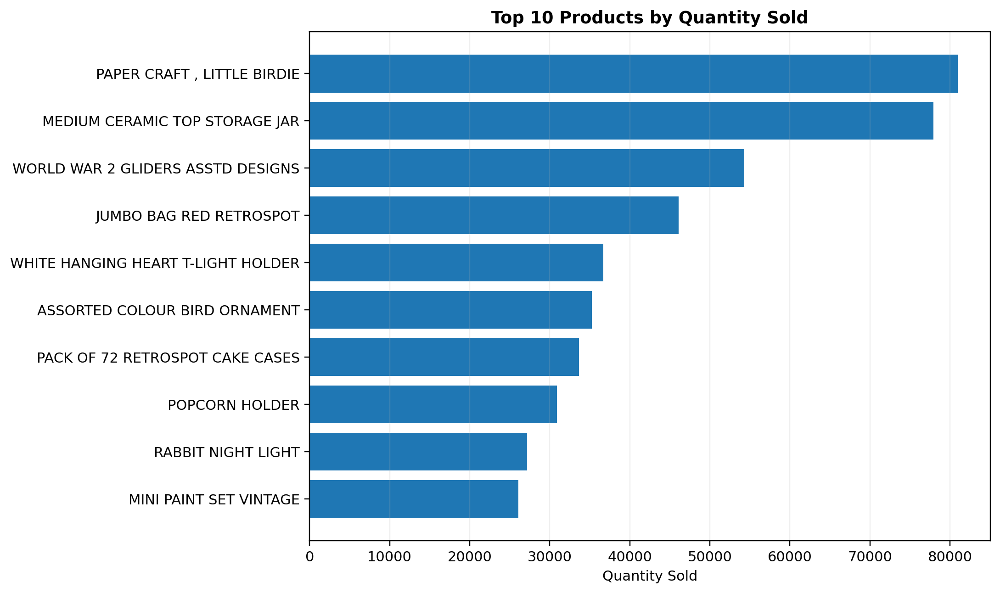 Top 10 Products by Quantity Sold
PAPER CRAFT , LITTLE BIRDIE
MEDIUM CERAMIC TOP STORAGE JAR
WORLD WAR 2 GLIDERS ASSTD DESIGNS
JUMBO BAG RED RETROSPOT
WHITE HANGING HEART T-LIGHT HOLDER
ASSORTED COLOUR BIRD ORNAMENT
PACK OF 72 RETROSPOT CAKE CASES
POPCORN HOLDER
RABBIT NIGHT LIGHT
MINI PAINT SET VINTAGE
0 10000 20000 30000 40000 50000 60000 70000 80000
Quantity Sold